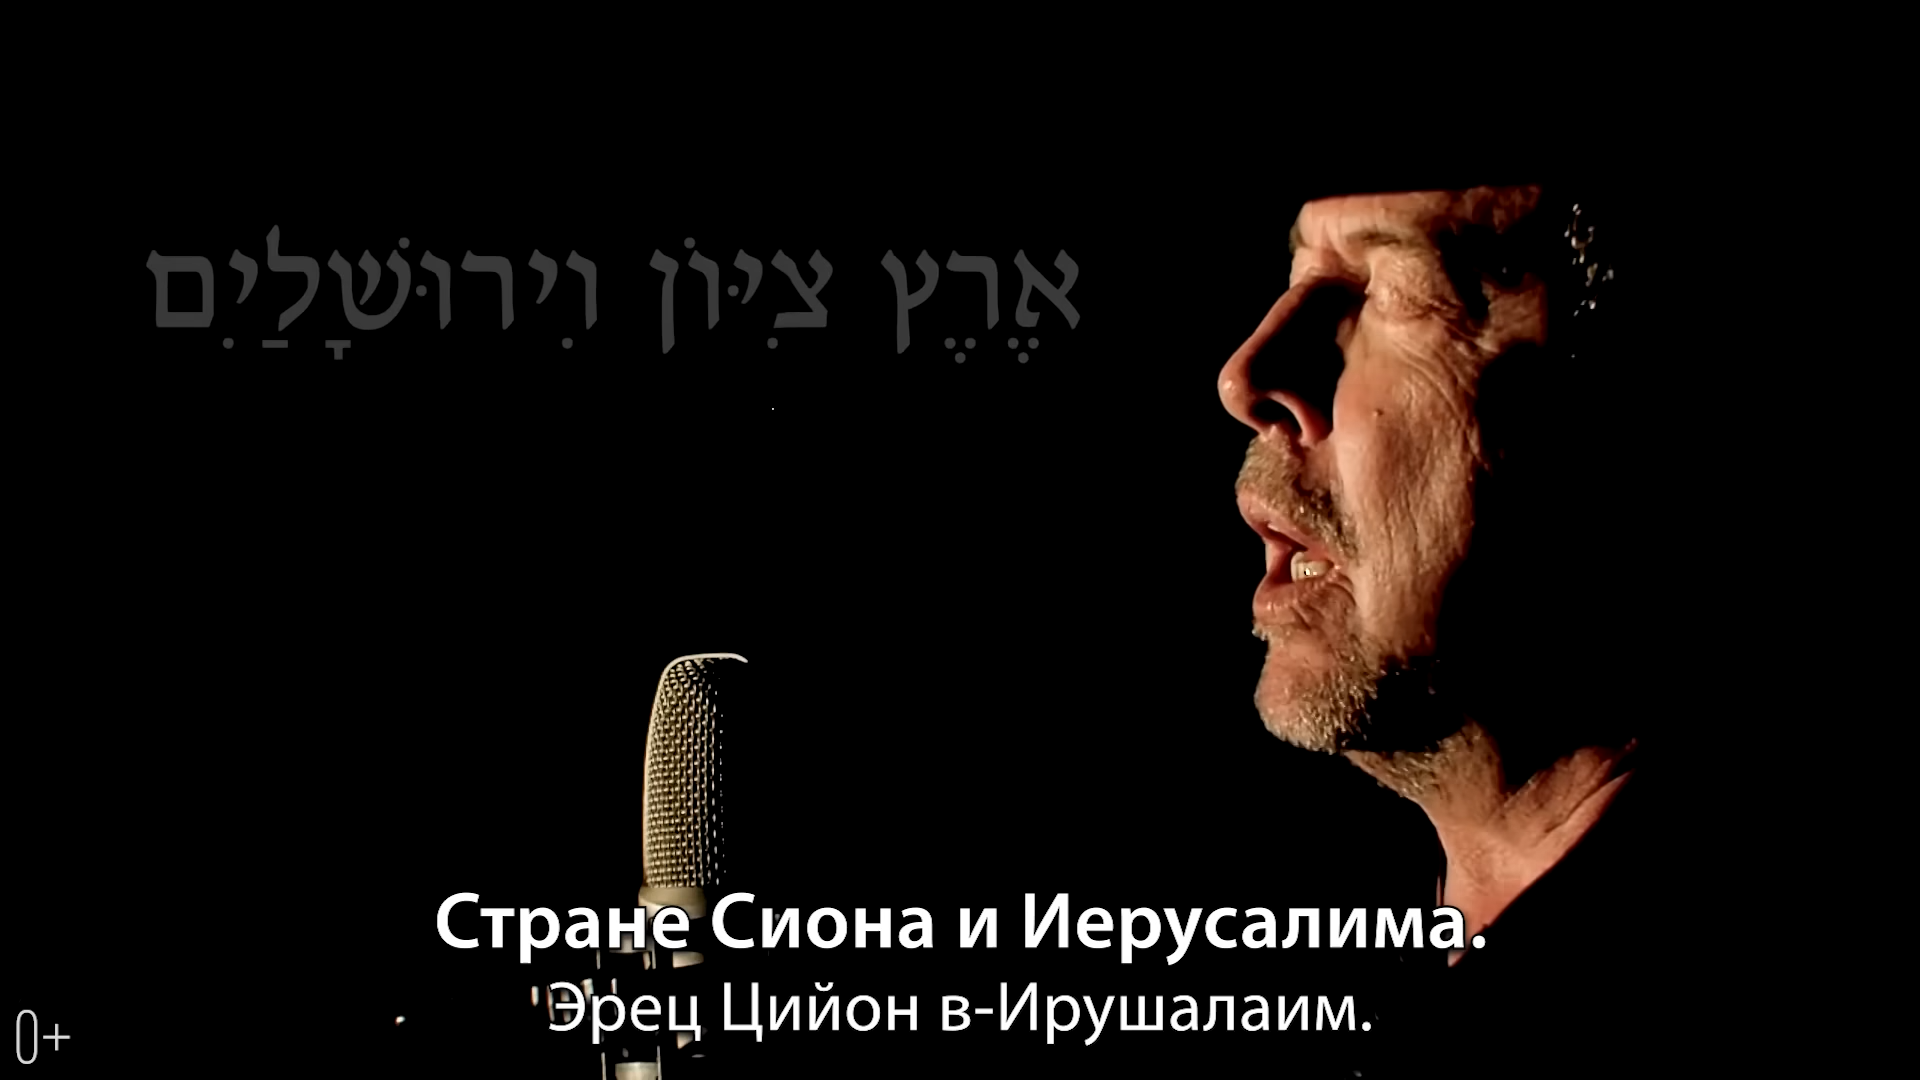 אֶרֶץ צִיּוֹן וִירוּשָׁלַיִם
Стране Сиона и Иерусалима.
Эрец Цийон в-Ирушалаим.
0+